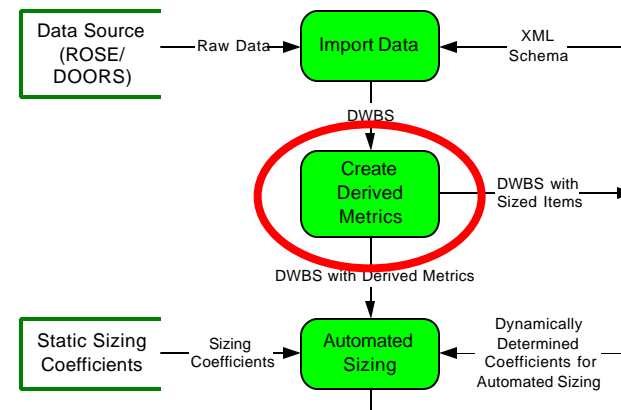 Data Source
(ROSE/
DOORS)
Raw Data
Import Data
XML
Schema
DWBS
Create
Derived
Metrics
DWBS with
Sized Items
DWBS with Derived Metrics
Static Sizing
Coefficients
Sizing
Coefficients
Automated
Sizing
Dynamically
Determined
Coefficients for
Automated Sizing